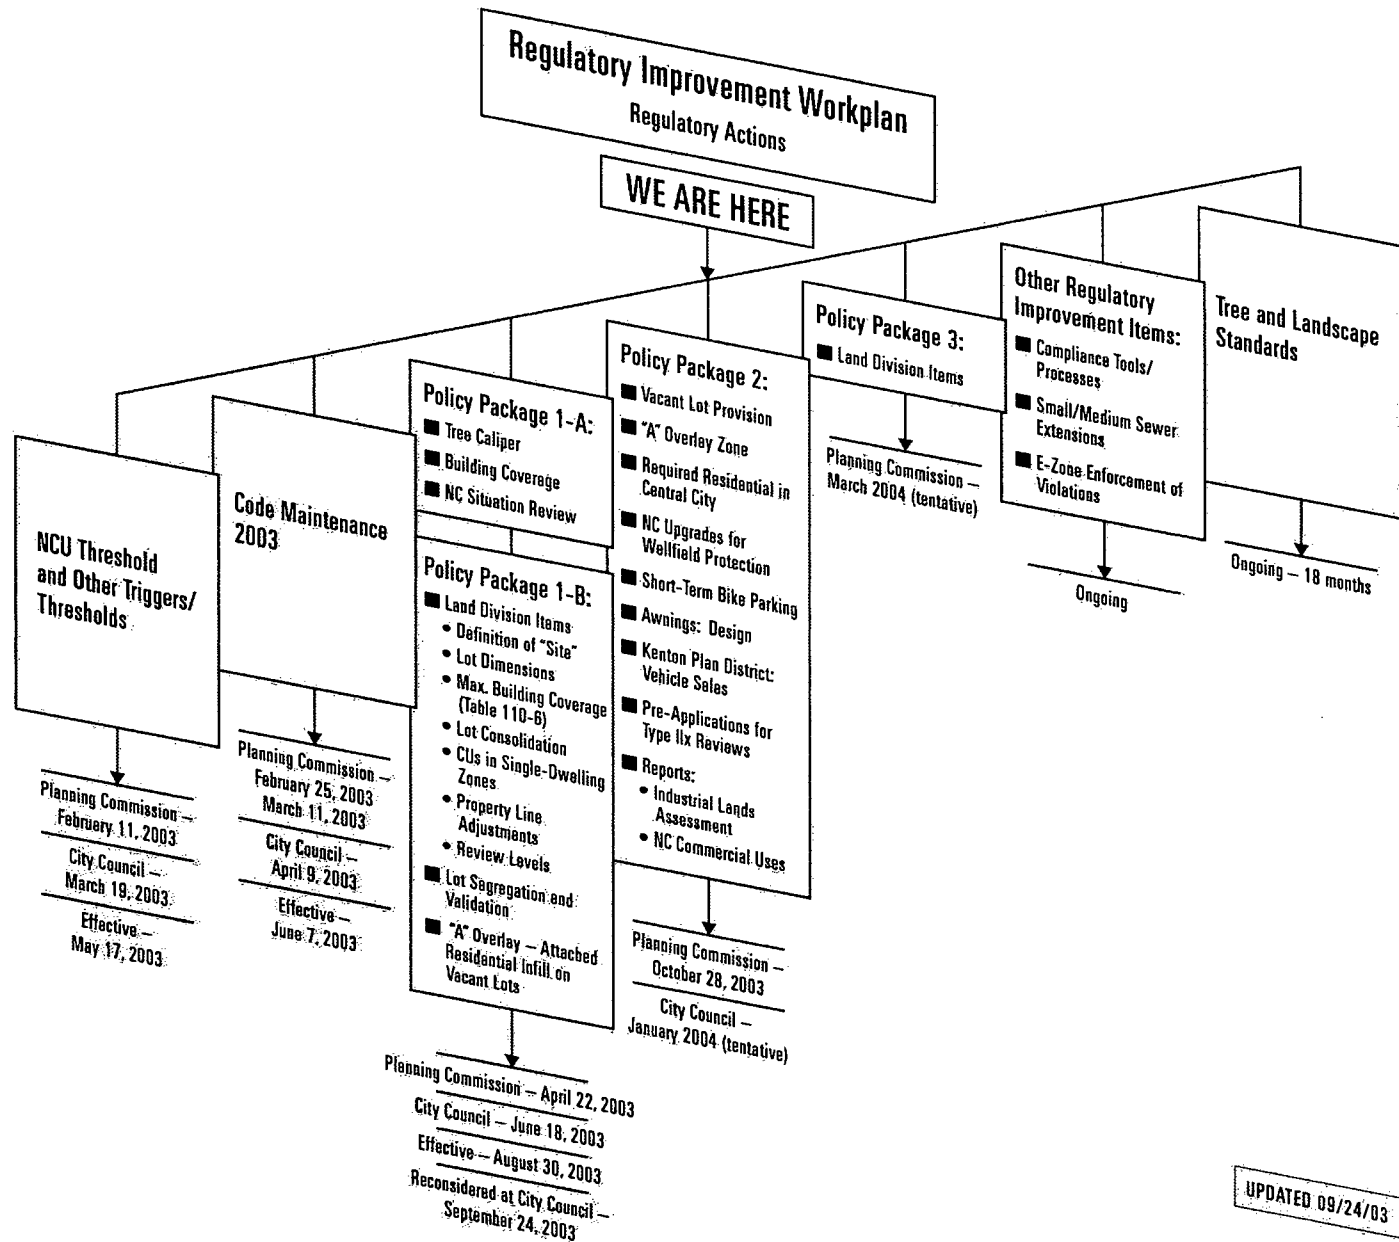 Regulatory Improvement Workplan
Regulatory Actions
WE ARE HERE
NCU Threshold
and Other Triggers/
Thresholds
Planning Commission –
February 11, 2003
City Council –
March 19, 2003
Effective –
May 17, 2003
Code Maintenance
2003
Planning Commission –
February 25, 2003
March 11, 2003
City Council –
April 9, 2003
Effective –
June 7, 2003
Policy Package 1-A:
Tree Caliper
Building Coverage
NC Situation Review
Policy Package 1-B:
Land Division Items
• Definition of "Site"
• Lot Dimensions
• Max. Building Coverage
(Table 110-6)
• Lot Consolidation
• CUs in Single-Dwelling
Zones
• Property Line
Adjustments
• Review Levels
Lot Segregation and
Validation
"A" Overlay – Attached
Residential Infill on
Vacant Lots
Planning Commission – April 22, 2003
City Council – June 18, 2003
Effective – August 30, 2003
Reconsidered at City Council –
September 24, 2003
Policy Package 2:
Vacant Lot Provision
"A" Overlay Zone
Required Residential in
Central City
NC Upgrades for
Wellfield Protection
Short-Term Bike Parking
Awnings: Design
Kenton Plan District:
Vehicle Sales
Pre-Applications for
Type IIx Reviews
Reports:
• Industrial Lands
Assessment
• NC Commercial Uses
Planning Commission –
October 28, 2003
City Council –
January 2004 (tentative)
Policy Package 3:
Land Division Items
Planning Commission –
March 2004 (tentative)
Other Regulatory
Improvement Items:
Compliance Tools/
Processes
Small/Medium Sewer
Extensions
E-Zone Enforcement of
Violations
Ongoing
Tree and Landscape
Standards
Ongoing – 18 months
UPDATED 09/24/03